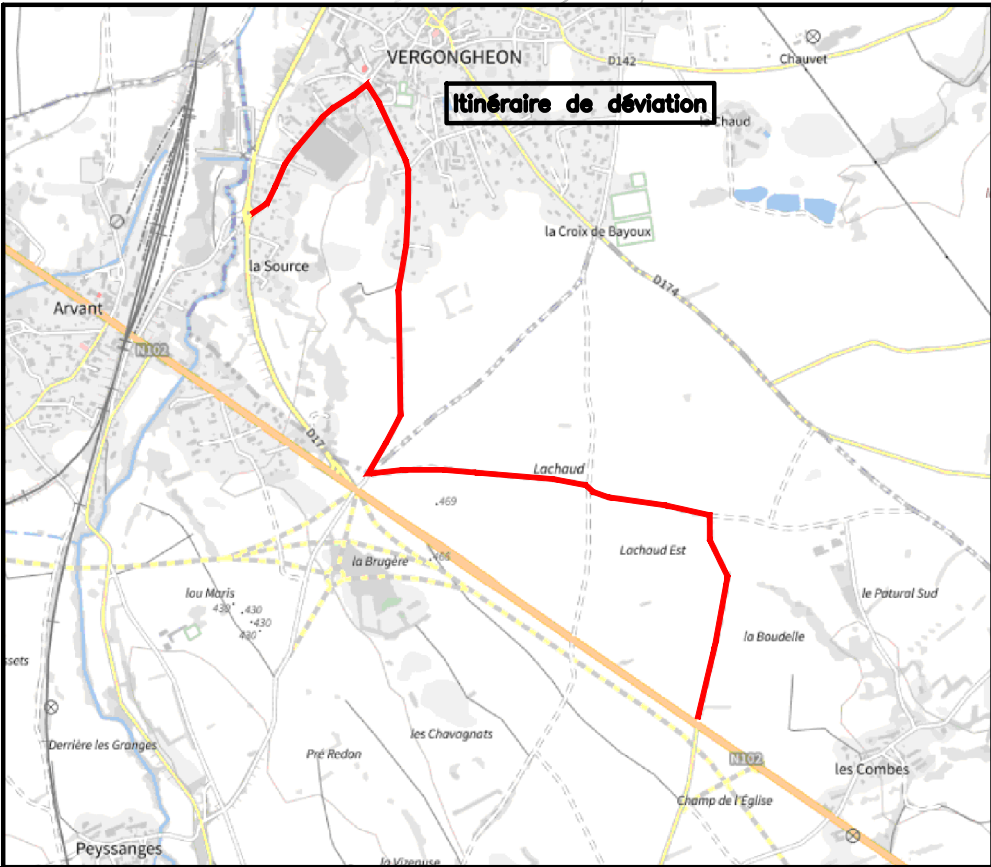 VERGONGHEON
D142
Chauvet
Itinéraire de déviation
la Chaud
la Croix de Bayoux
la Source
D174
Arvant
N102
D17
Lachaud
.469
Lachaud Est
la Brugère
.466
le Patural Sud
lou Maris
430
.430
.430
430
la Boudelle
ssets
les Chavagnats
Derrière les Granges
Pré Redon
N102
les Combes
Champ de l'Église
Peyssanges
la Vizenuse